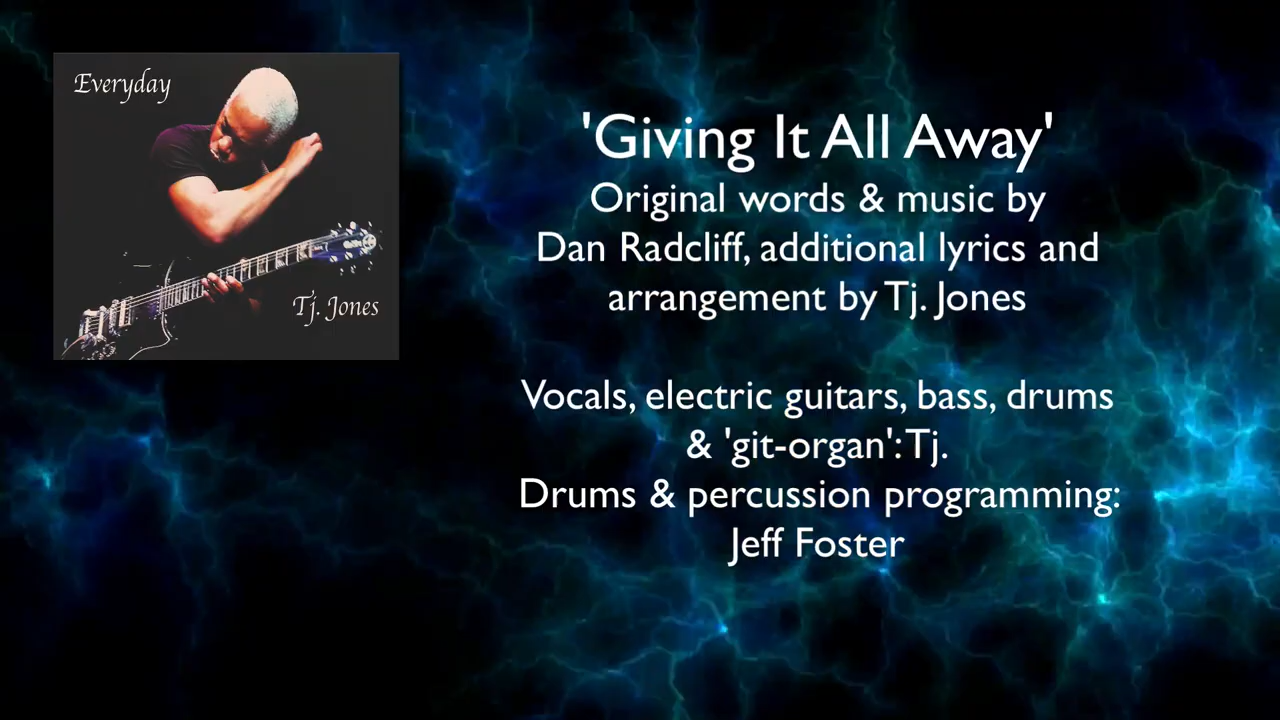 Everyday
Tj. Jones
'Giving It All Away'
Original words & music by
Dan Radcliff, additional lyrics and
arrangement by Tj. Jones
Vocals, electric guitars, bass, drums
& 'git-organ': Tj.
Drums & percussion programming:
Jeff Foster